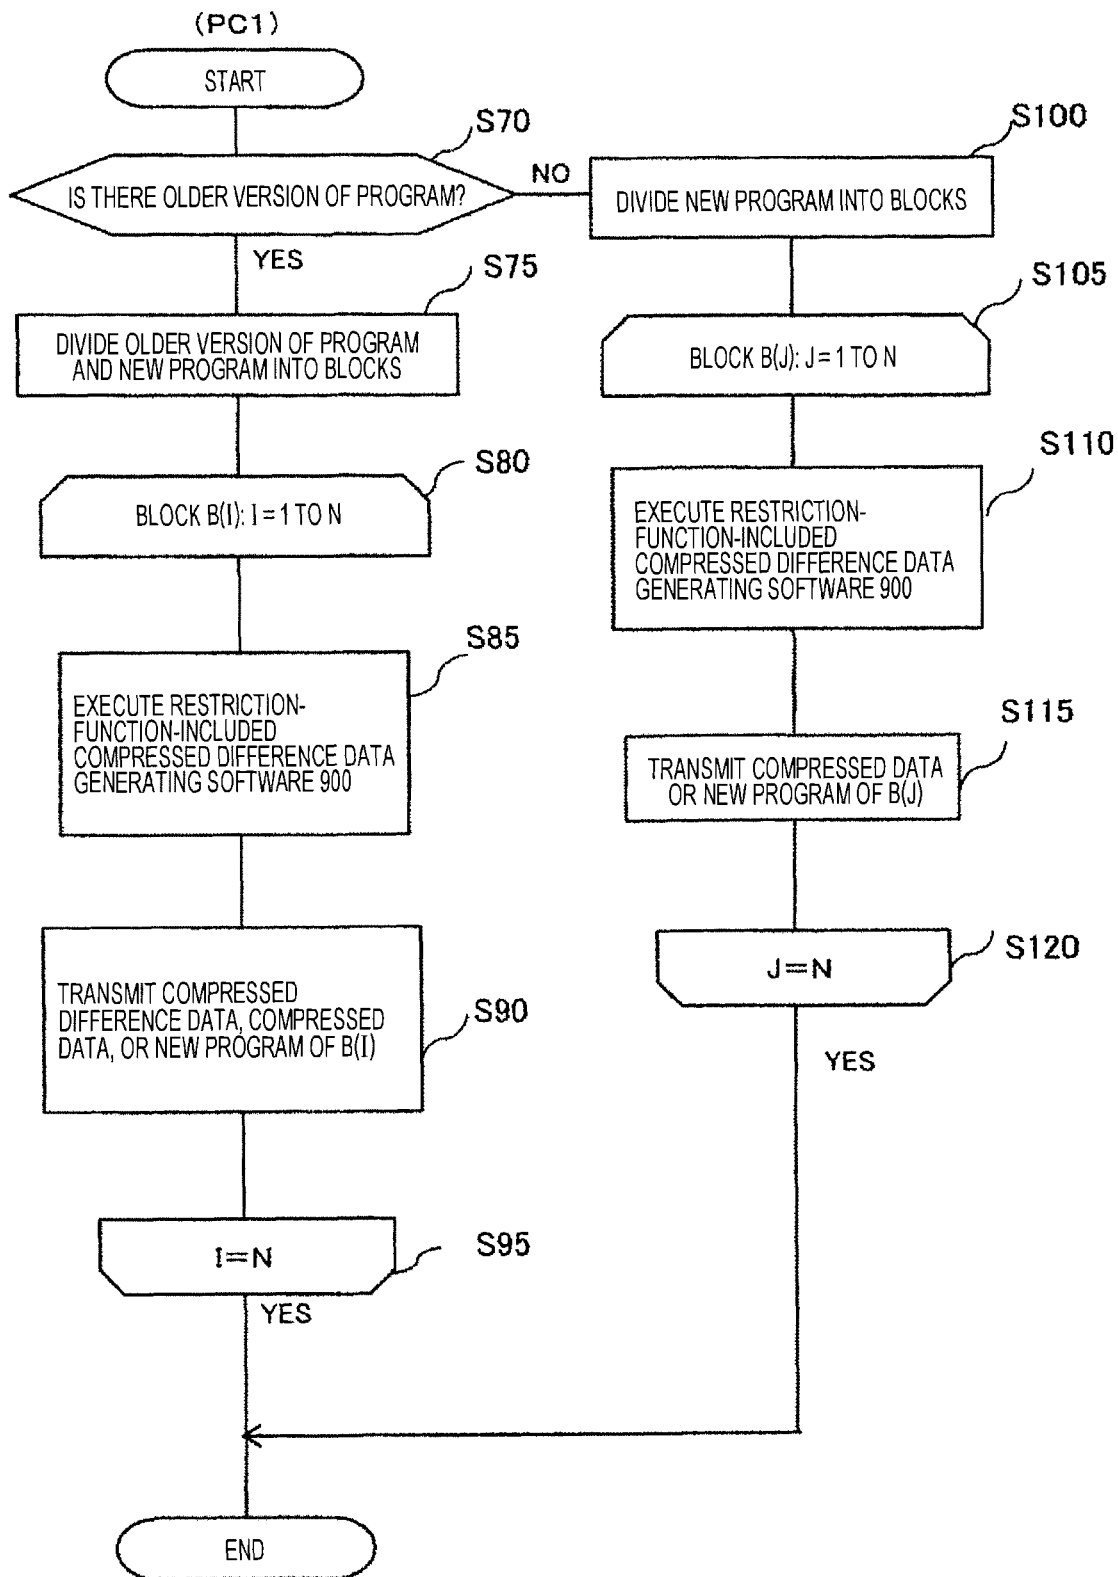 (PC1)
START
S70
IS THERE OLDER VERSION OF PROGRAM?
NO
YES
S75
DIVIDE OLDER VERSION OF PROGRAM
AND NEW PROGRAM INTO BLOCKS
S80
BLOCK B(I): I = 1 TO N
S85
EXECUTE RESTRICTION-
FUNCTION-INCLUDED
COMPRESSED DIFFERENCE DATA
GENERATING SOFTWARE 900
S90
TRANSMIT COMPRESSED
DIFFERENCE DATA, COMPRESSED
DATA, OR NEW PROGRAM OF B(I)
S95
I=N
YES
S100
DIVIDE NEW PROGRAM INTO BLOCKS
S105
BLOCK B(J): J = 1 TO N
S110
EXECUTE RESTRICTION-
FUNCTION-INCLUDED
COMPRESSED DIFFERENCE DATA
GENERATING SOFTWARE 900
S115
TRANSMIT COMPRESSED DATA
OR NEW PROGRAM OF B(J)
S120
J=N
YES
END